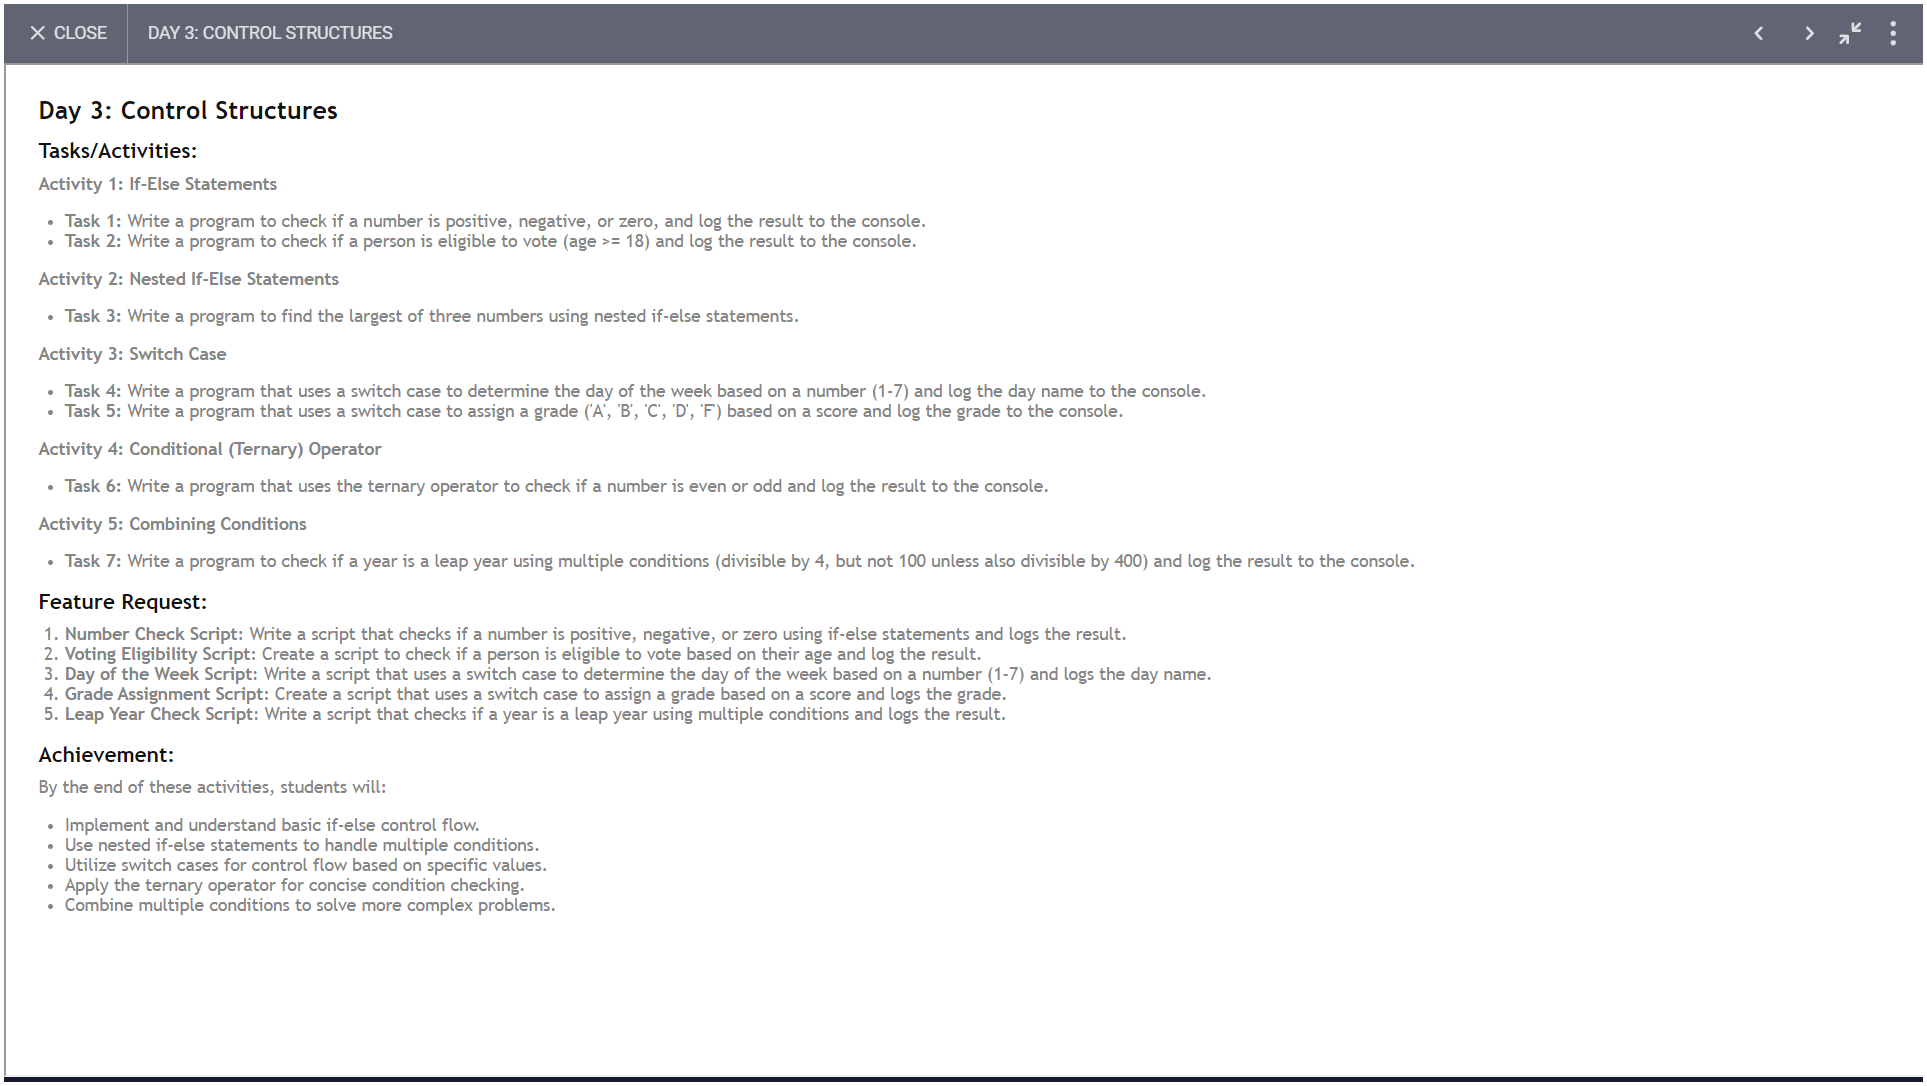 CLOSE
DAY 3: CONTROL STRUCTURES
Day 3: Control Structures
Tasks/Activities:
Activity 1: If-Else Statements
• Task 1: Write a program to check if a number is positive, negative, or zero, and log the result to the console.
• Task 2: Write a program to check if a person is eligible to vote (age >= 18) and log the result to the console.
Activity 2: Nested If-Else Statements
• Task 3: Write a program to find the largest of three numbers using nested if-else statements.
Activity 3: Switch Case
• Task 4: Write a program that uses a switch case to determine the day of the week based on a number (1-7) and log the day name to the console.
• Task 5: Write a program that uses a switch case to assign a grade ('A', 'B', 'C', 'D', 'F') based on a score and log the grade to the console.
Activity 4: Conditional (Ternary) Operator
• Task 6: Write a program that uses the ternary operator to check if a number is even or odd and log the result to the console.
Activity 5: Combining Conditions
• Task 7: Write a program to check if a year is a leap year using multiple conditions (divisible by 4, but not 100 unless also divisible by 400) and log the result to the console.
Feature Request:
1. Number Check Script: Write a script that checks if a number is positive, negative, or zero using if-else statements and logs the result.
2. Voting Eligibility Script: Create a script to check if a person is eligible to vote based on their age and log the result.
3. Day of the Week Script: Write a script that uses a switch case to determine the day of the week based on a number (1-7) and logs the day name.
4. Grade Assignment Script: Create a script that uses a switch case to assign a grade based on a score and logs the grade.
5. Leap Year Check Script: Write a script that checks if a year is a leap year using multiple conditions and logs the result.
Achievement:
By the end of these activities, students will:
• Implement and understand basic if-else control flow.
• Use nested if-else statements to handle multiple conditions.
• Utilize switch cases for control flow based on specific values.
• Apply the ternary operator for concise condition checking.
• Combine multiple conditions to solve more complex problems.